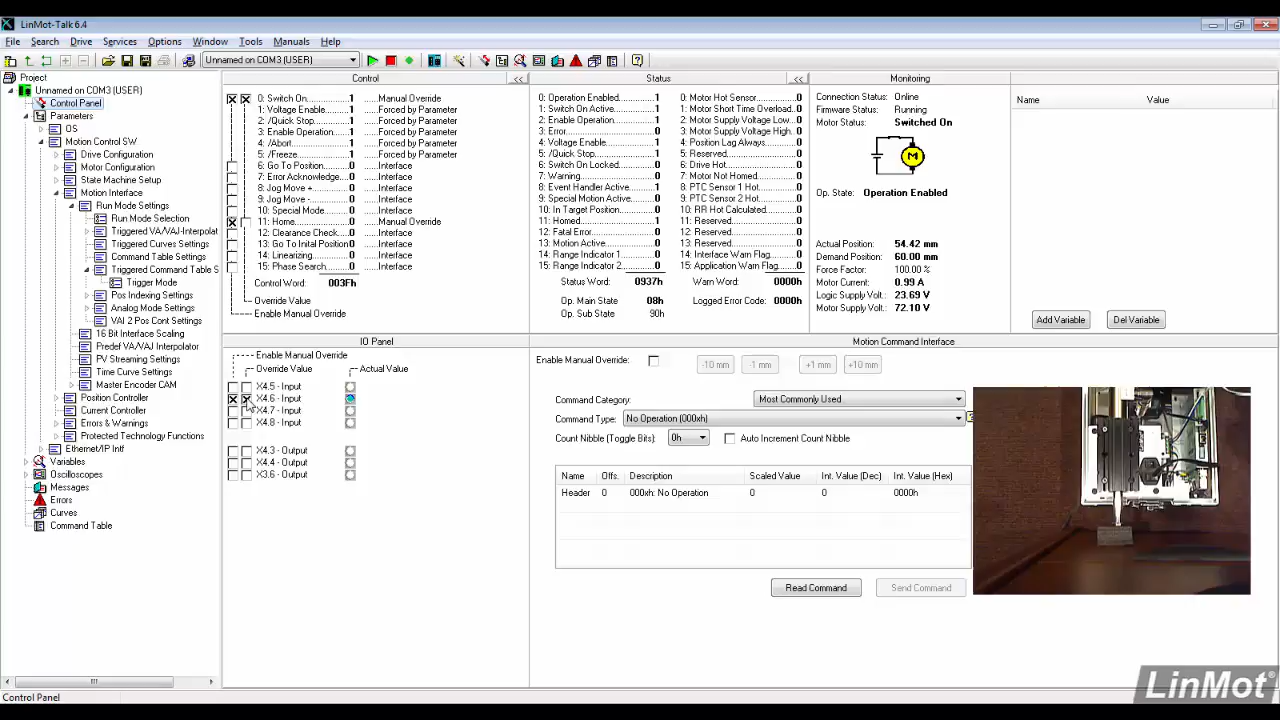 LinMot-Talk 6.4
File Search Drive Services Options Window Tools Manuals Help
Unnamed on COM3 (USER)
Project
Unnamed on COM3 (USER)
Control Panel
Parameters
OS
Motion Control SW
Drive Configuration
Motor Configuration
State Machine Setup
Motion Interface
Run Mode Settings
Run Mode Selection
Triggered VA/VAJ-Interpolat
Triggered Curves Settings
Command Table Settings
Triggered Command Table S
Trigger Mode
Pos Indexing Settings
Analog Mode Settings
VAI 2 Pos Cont Settings
16 Bit Interface Scaling
Predef VA/VAJ Interpolator
PV Streaming Settings
Time Curve Settings
Master Encoder CAM
Position Controller
Current Controller
Errors & Warnings
Protected Technology Functions
Ethernet/IP Intf
Variables
Oscilloscopes
Messages
Errors
Curves
Command Table
Control Panel
Control <<
0: Switch On 1 Manual Override
1: Voltage Enable 1 Forced by Parameter
2: /Quick Stop 1 Forced by Parameter
3: Enable Operation 1 Forced by Parameter
4: /Abort 1 Forced by Parameter
5: /Freeze 1 Forced by Parameter
6: Go To Position 0 Interface
7: Error Acknowledge 0 Interface
8: Jog Move + 0 Interface
9: Jog Move - 0 Interface
10: Special Mode 0 Interface
11: Home 0 Manual Override
12: Clearance Check 0 Interface
13: Go To Inital Position 0 Interface
14: Linearizing 0 Interface
15: Phase Search 0 Interface
Control Word: 003Fh
Override Value
Enable Manual Override
Status <<
0: Operation Enabled 1
1: Switch On Active 1
2: Enable Operation 1
3: Error 0
4: Voltage Enable 1
5: /Quick Stop 1
6: Switch On Locked 0
7: Warning 0
8: Event Handler Active 1
9: Special Motion Active 0
10: In Target Position 0
11: Homed 1
12: Fatal Error 0
13: Motion Active 0
14: Range Indicator 1 0
15: Range Indicator 2 0
Status Word: 0937h
Op. Main State 08h
Op. Sub State 90h
0: Motor Hot Sensor 0
1: Motor Short Time Overload 0
2: Motor Supply Voltage Low 0
3: Motor Supply Voltage High 0
4: Position Lag Always 0
5: Reserved 0
6: Drive Hot 0
7: Motor Not Homed 0
8: PTC Sensor 1 Hot 0
9: PTC Sensor 2 Hot 0
10: RR Hot Calculated 0
11: Reserved 0
12: Reserved 0
13: Reserved 0
14: Interface Warn Flag 0
15: Application Warn Flag 0
Warn Word: 0000h
Logged Error Code: 0000h
Monitoring
Connection Status: Online
Firmware Status: Running
Motor Status: Switched On
M
Op. State: Operation Enabled
Actual Position: 54.42 mm
Demand Position: 60.00 mm
Force Factor: 100.00 %
Motor Current: 0.99 A
Logic Supply Volt.: 23.69 V
Motor Supply Volt.: 72.10 V
Name Value
Add Variable Del Variable
IO Panel
Enable Manual Override
Override Value Actual Value
X4.5 - Input
X4.6 - Input
X4.7 - Input
X4.8 - Input
X4.3 - Output
X4.4 - Output
X3.6 - Output
Motion Command Interface
Enable Manual Override: -10 mm -1 mm +1 mm +10 mm
Command Category: Most Commonly Used
Command Type: No Operation (000xh)
Count Nibble (Toggle Bits): 0h Auto Increment Count Nibble
Name Offs. Description Scaled Value Int. Value (Dec) Int. Value (Hex)
Header 0 000xh: No Operation 0 0 0000h
Read Command Send Command
LinMot®